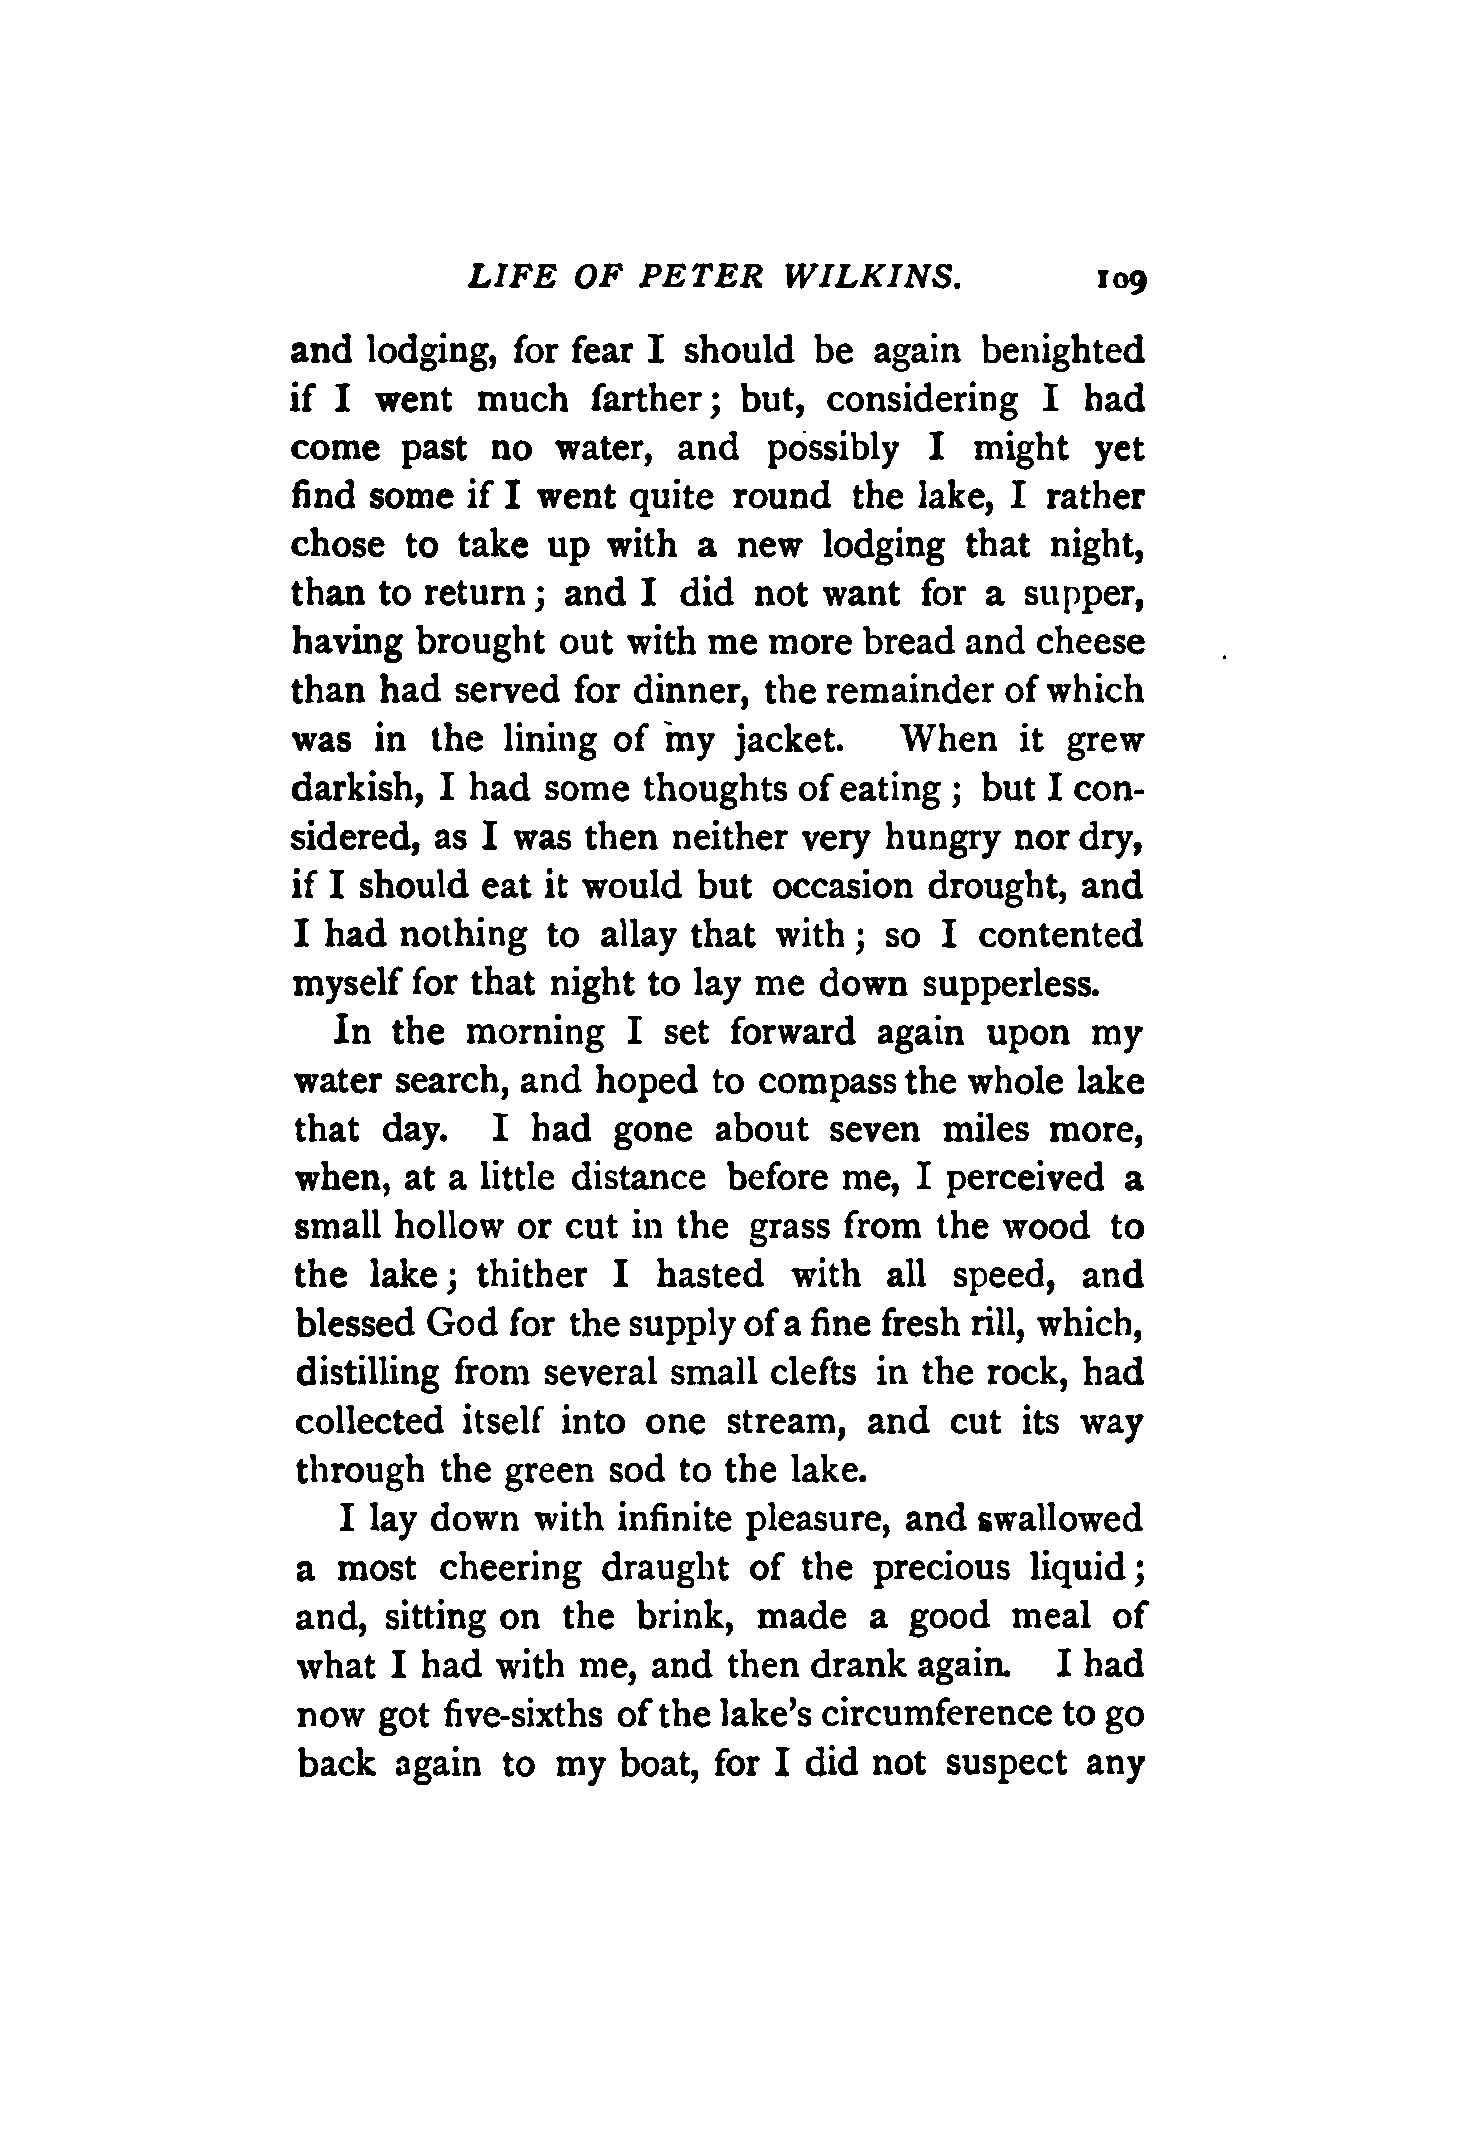 LIFE OF PETER WILKINS. 109
and lodging, for fear I should be again benighted
if I went much farther; but, considering I had
come past no water, and possibly I might yet
find some if I went quite round the lake, I rather
chose to take up with a new lodging that night,
than to return; and I did not want for a supper,
having brought out with me more bread and cheese
than had served for dinner, the remainder of which
was in the lining of my jacket. When it grew
darkish, I had some thoughts of eating; but I con-
sidered, as I was then neither very hungry nor dry,
if I should eat it would but occasion drought, and
I had nothing to allay that with; so I contented
myself for that night to lay me down supperless.
In the morning I set forward again upon my
water search, and hoped to compass the whole lake
that day. I had gone about seven miles more,
when, at a little distance before me, I perceived a
small hollow or cut in the grass from the wood to
the lake; thither I hasted with all speed, and
blessed God for the supply of a fine fresh rill, which,
distilling from several small clefts in the rock, had
collected itself into one stream, and cut its way
through the green sod to the lake.
I lay down with infinite pleasure, and swallowed
a most cheering draught of the precious liquid;
and, sitting on the brink, made a good meal of
what I had with me, and then drank again. I had
now got five-sixths of the lake's circumference to go
back again to my boat, for I did not suspect any